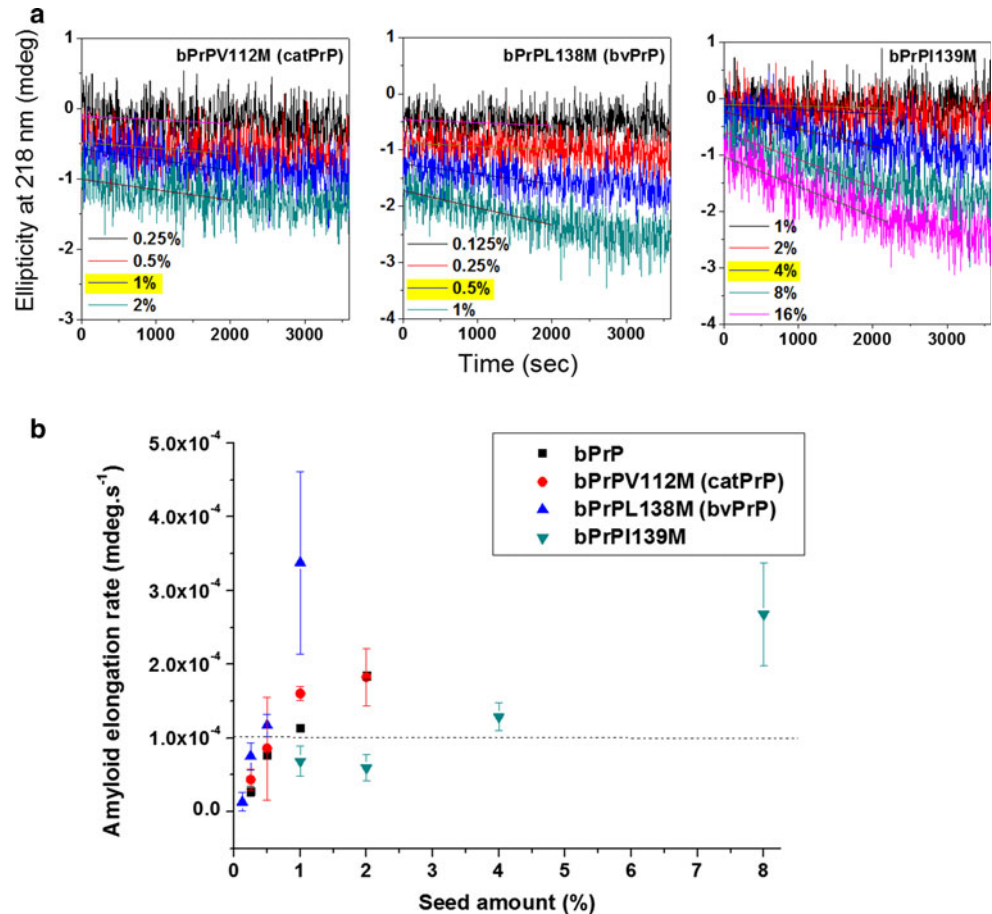 a
bPrPV112M (catPrP)
bPrPL138M (bvPrP)
bPrPI139M
Ellipticity at 218 nm (mdeg)
0
-1
-2
-3
0.25%
0.5%
1%
2%
0 1000 2000 3000
1
0
-1
-2
-3
-4
0.125%
0.25%
0.5%
1%
0 1000 2000 3000
1
0
-1
-2
-3
-4
1%
2%
4%
8%
16%
0 1000 2000 3000
Time (sec)
b
Amyloid elongation rate (mdeg.s⁻¹)
5.0x10⁻⁴
4.0x10⁻⁴
3.0x10⁻⁴
2.0x10⁻⁴
1.0x10⁻⁴
0.0
bPrP
bPrPV112M (catPrP)
bPrPL138M (bvPrP)
bPrPI139M
0 1 2 3 4 5 6 7 8
Seed amount (%)